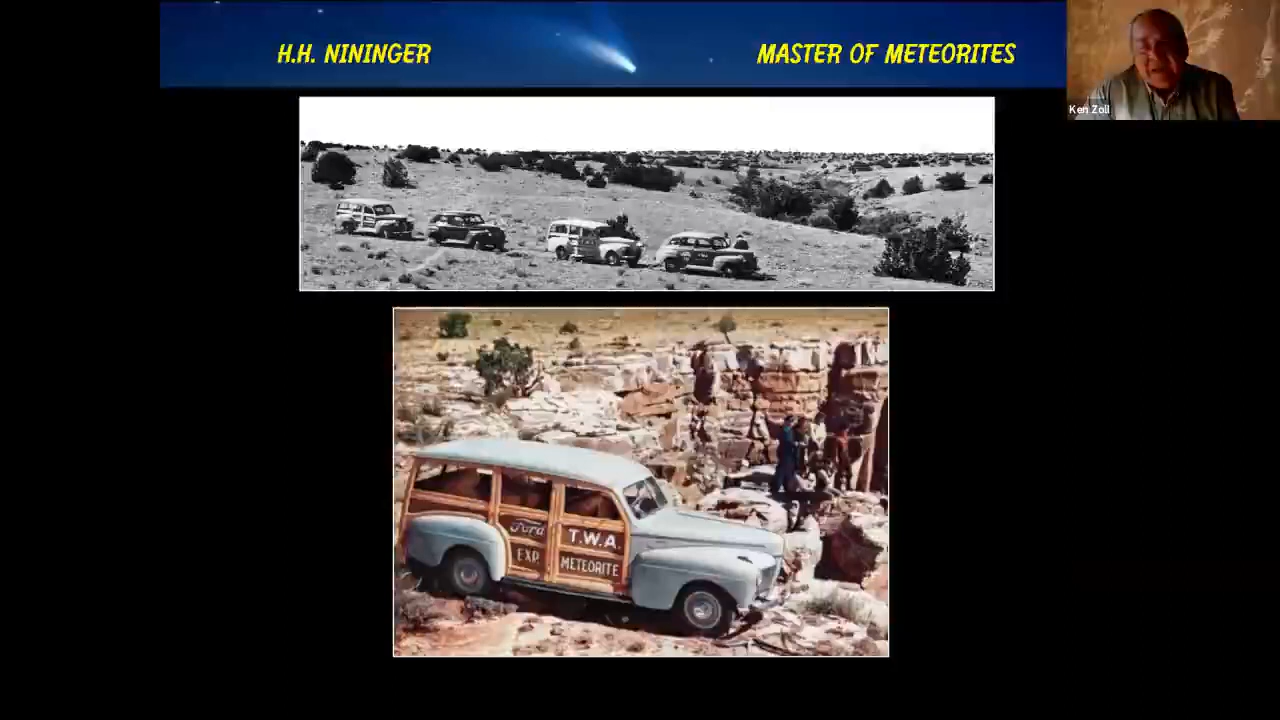 H.H. NININGER
MASTER OF METEORITES
Ken Zoll
Ford
T.W.A.
EXP.
METEORITE